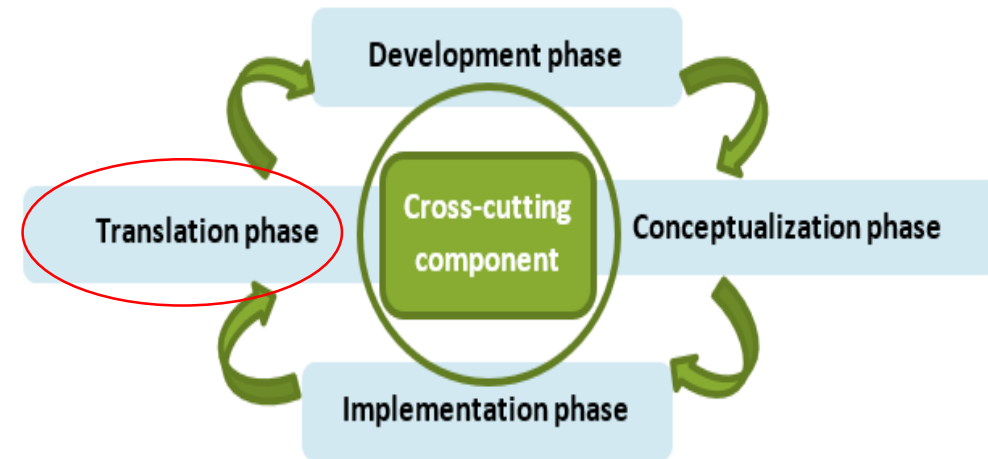 Development phase
Translation phase
Cross-cutting
component
Conceptualization phase
Implementation phase